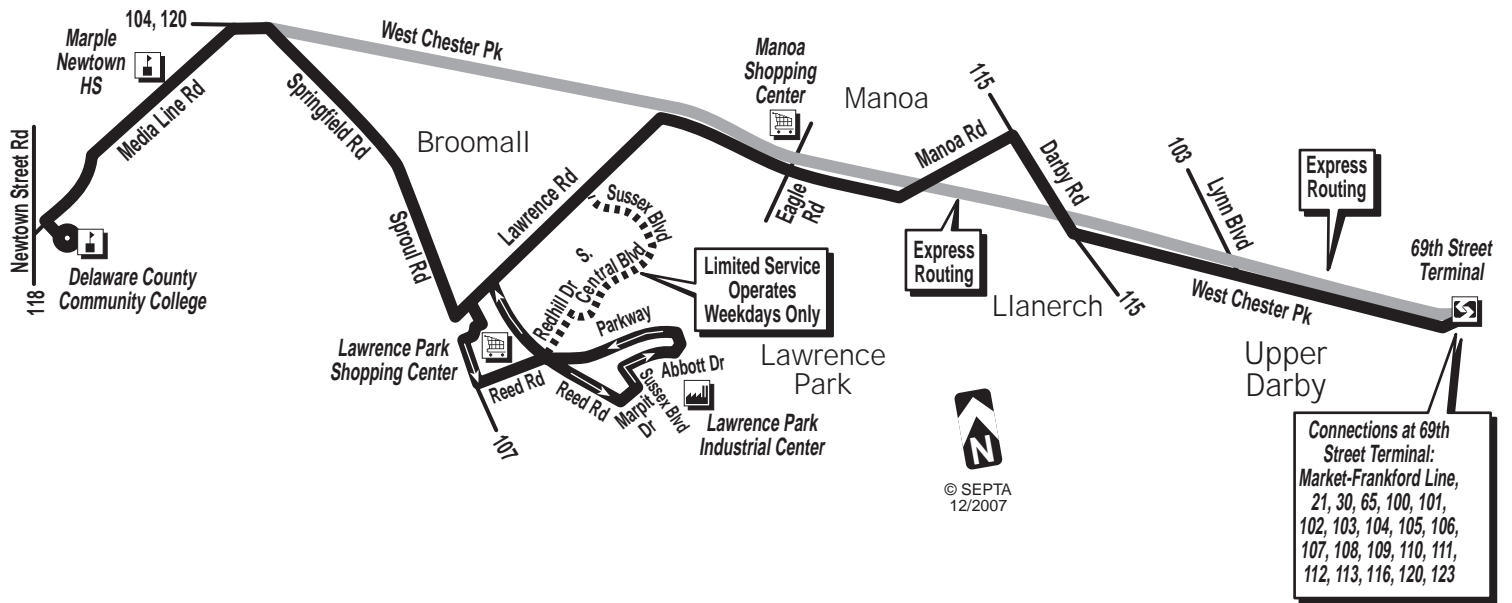 104, 120
Marple
Newtown
HS
West Chester Pk
Manoa
Shopping
Center
Manoa
115
Media Line Rd
Springfield Rd
Broomall
Manoa Rd
Darby Rd
103
Lynn Blvd
Express
Routing
Newtown Street Rd
118
Delaware County
Community College
Sproul Rd
Lawrence Rd
Sussex Blvd
S.
Central Blvd
Redhill Dr
Eagle
Rd
Express
Routing
Limited Service
Operates
Weekdays Only
Llanerch
115
West Chester Pk
69th Street
Terminal
Lawrence Park
Shopping Center
Parkway
Lawrence
Park
Upper
Darby
Reed Rd
Reed Rd
Abbott Dr
Sussex Blvd
Marpit
Dr
107
Lawrence Park
Industrial Center
N
© SEPTA
12/2007
Connections at 69th
Street Terminal:
Market-Frankford Line,
21, 30, 65, 100, 101,
102, 103, 104, 105, 106,
107, 108, 109, 110, 111,
112, 113, 116, 120, 123